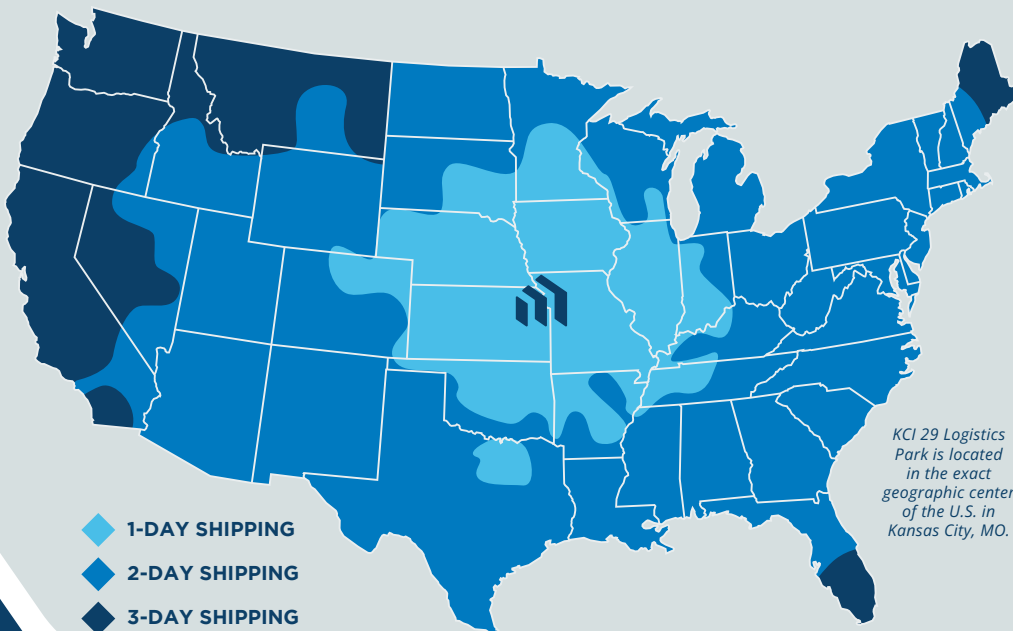 KCI 29 Logistics
Park is located
in the exact
geographic center
of the U.S. in
Kansas City, MO.
1-DAY SHIPPING
2-DAY SHIPPING
3-DAY SHIPPING